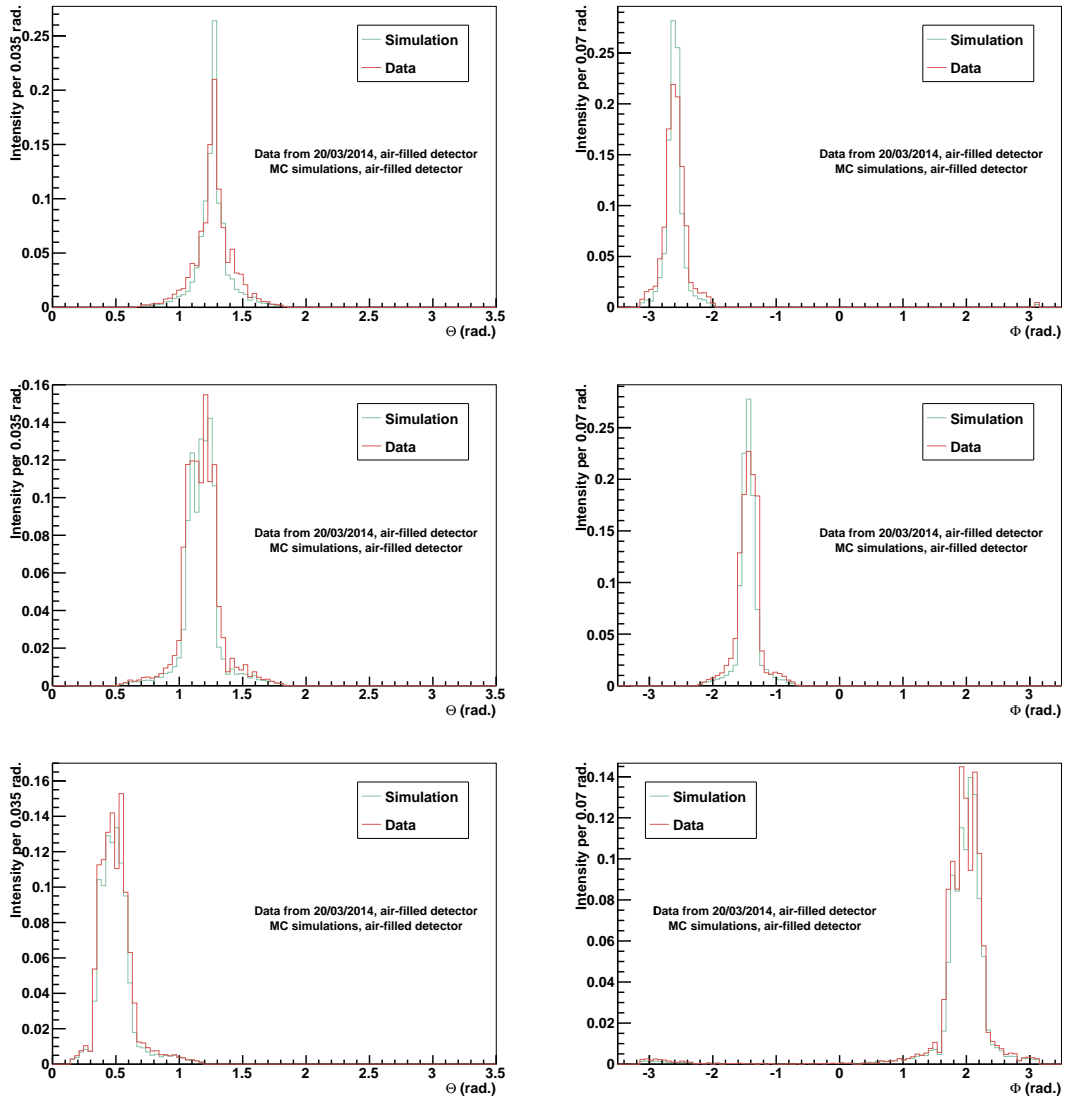 Intensity per 0.035 rad.
0.25
0.2
0.15
0.1
0.05
0
Simulation
Data
Data from 20/03/2014, air-filled detector
MC simulations, air-filled detector
0 0.5 1 1.5 2 2.5 3 3.5
Θ (rad.)
Intensity per 0.07 rad.
0.25
0.2
0.15
0.1
0.05
0
Simulation
Data
Data from 20/03/2014, air-filled detector
MC simulations, air-filled detector
-3 -2 -1 0 1 2 3
Φ (rad.)
Intensity per 0.035 rad.
0.16
0.14
0.12
0.1
0.08
0.06
0.04
0.02
0
Simulation
Data
Data from 20/03/2014, air-filled detector
MC simulations, air-filled detector
0 0.5 1 1.5 2 2.5 3 3.5
Θ (rad.)
Intensity per 0.07 rad.
0.25
0.2
0.15
0.1
0.05
0
Simulation
Data
Data from 20/03/2014, air-filled detector
MC simulations, air-filled detector
-3 -2 -1 0 1 2 3
Φ (rad.)
Intensity per 0.035 rad.
0.16
0.14
0.12
0.1
0.08
0.06
0.04
0.02
0
Simulation
Data
Data from 20/03/2014, air-filled detector
MC simulations, air-filled detector
0 0.5 1 1.5 2 2.5 3 3.5
Θ (rad.)
Intensity per 0.07 rad.
0.14
0.12
0.1
0.08
0.06
0.04
0.02
0
Simulation
Data
Data from 20/03/2014, air-filled detector
MC simulations, air-filled detector
-3 -2 -1 0 1 2 3
Φ (rad.)